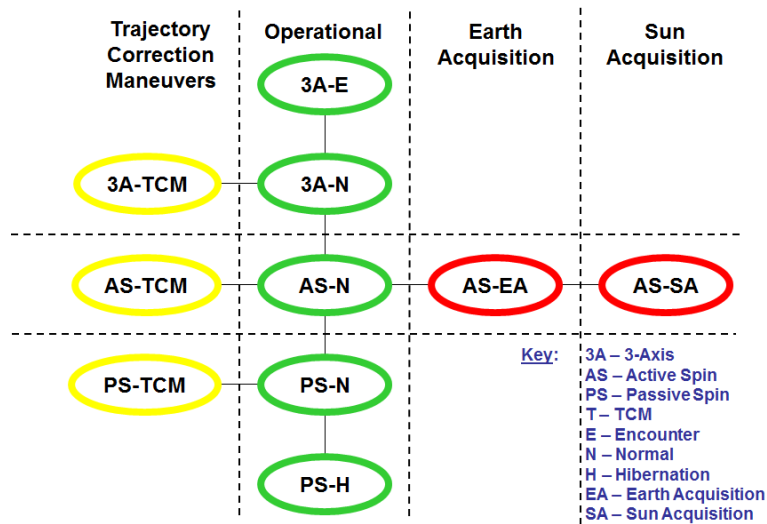 Trajectory
Correction
Maneuvers
Operational
Earth
Acquisition
Sun
Acquisition
3A-E
3A-TCM
3A-N
AS-TCM
AS-N
AS-EA
AS-SA
PS-TCM
PS-N
PS-H
Key:
3A – 3-Axis
AS – Active Spin
PS – Passive Spin
T – TCM
E – Encounter
N – Normal
H – Hibernation
EA – Earth Acquisition
SA – Sun Acquisition